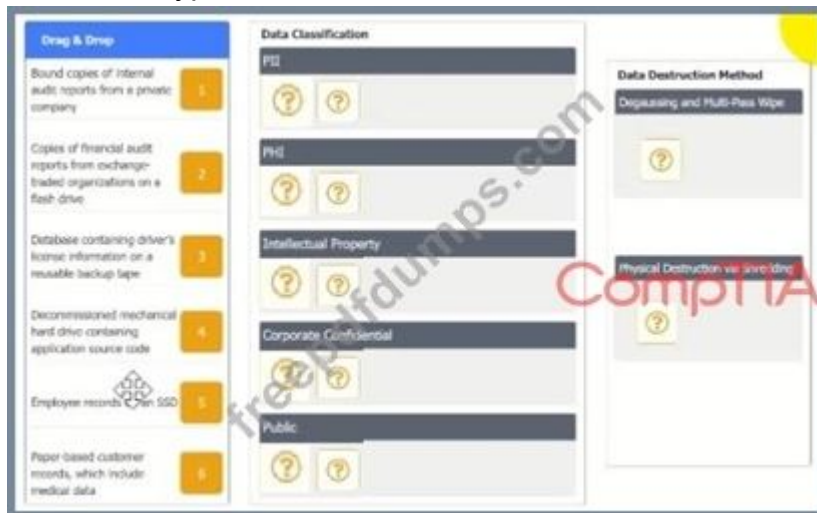 Drag & Drop
Bound copies of internal
audit reports from a private
company
1
Copies of financial audit
reports from exchange-
traded organizations on a
flash drive
2
Database containing driver's
license information on a
reusable backup tape
3
Decommissioned mechanical
hard drive containing
application source code
4
Employee records on an SSD
5
Paper-based customer
records, which include
medical data
6
Data Classification
PII
? ?
PHI
? ?
Intellectual Property
? ?
Corporate Confidential
? ?
Public
? ?
Data Destruction Method
Degaussing and Multi-Pass Wipe
?
Physical Destruction via Shredding
?
CompTIA
freepdfdumps.com